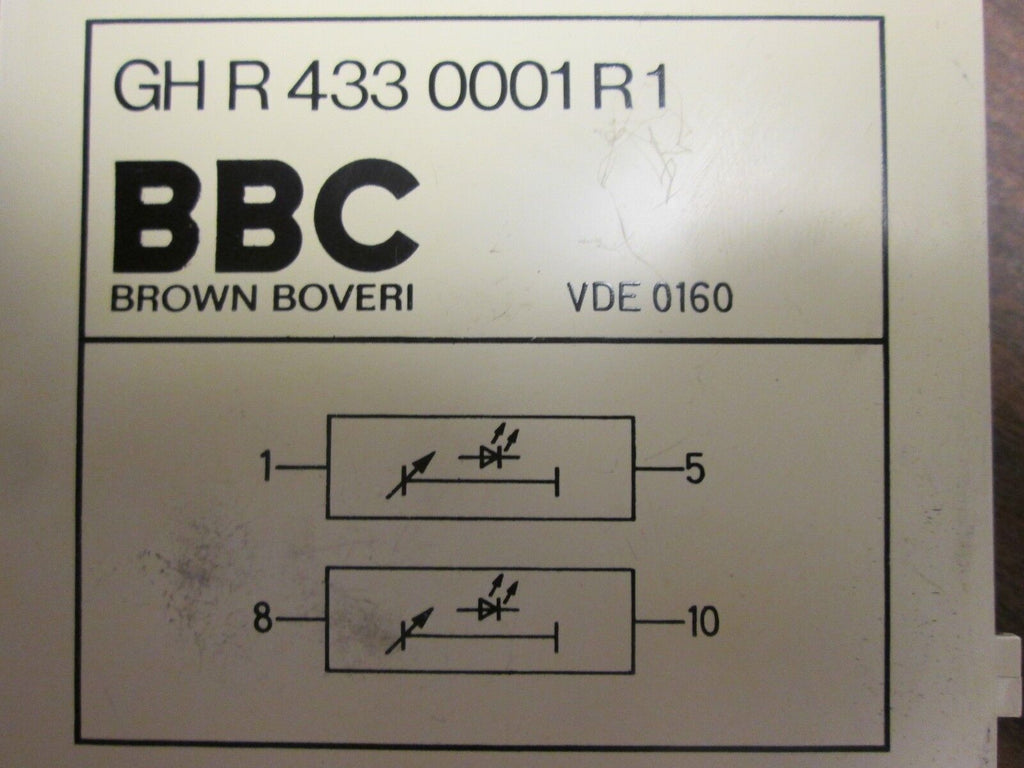 GH R 433 0001 R1
BBC
BROWN BOVERI
VDE 0160
1
5
8
10